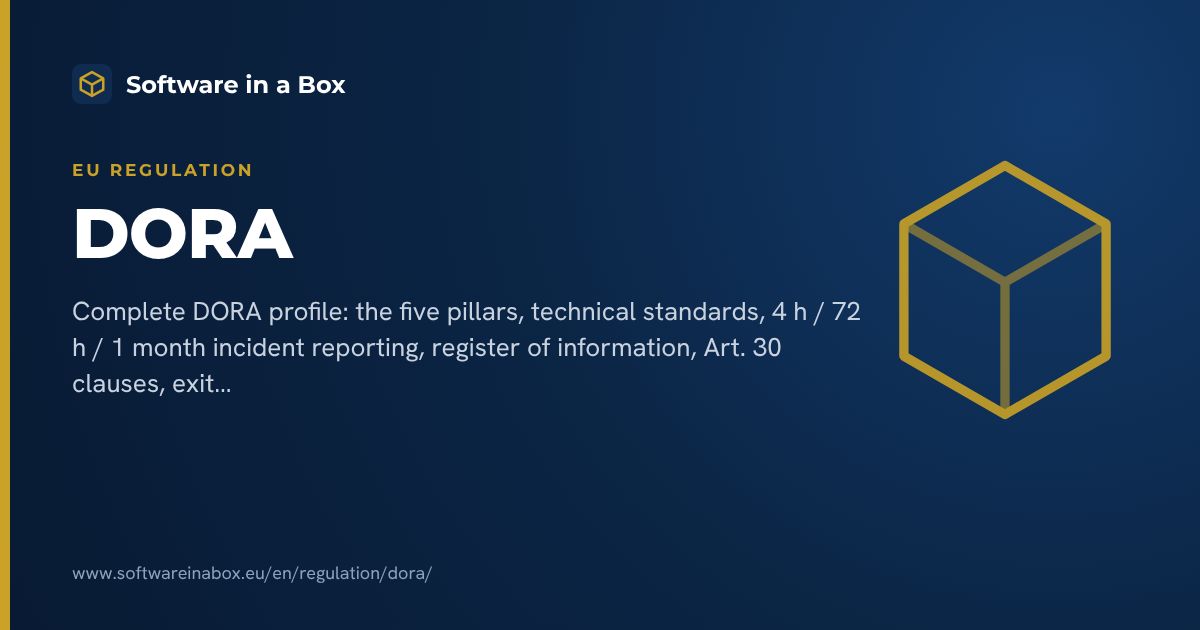 Software in a Box
EU REGULATION
DORA
Complete DORA profile: the five pillars, technical standards, 4 h / 72
h / 1 month incident reporting, register of information, Art. 30
clauses, exit…
www.softwareinabox.eu/en/regulation/dora/